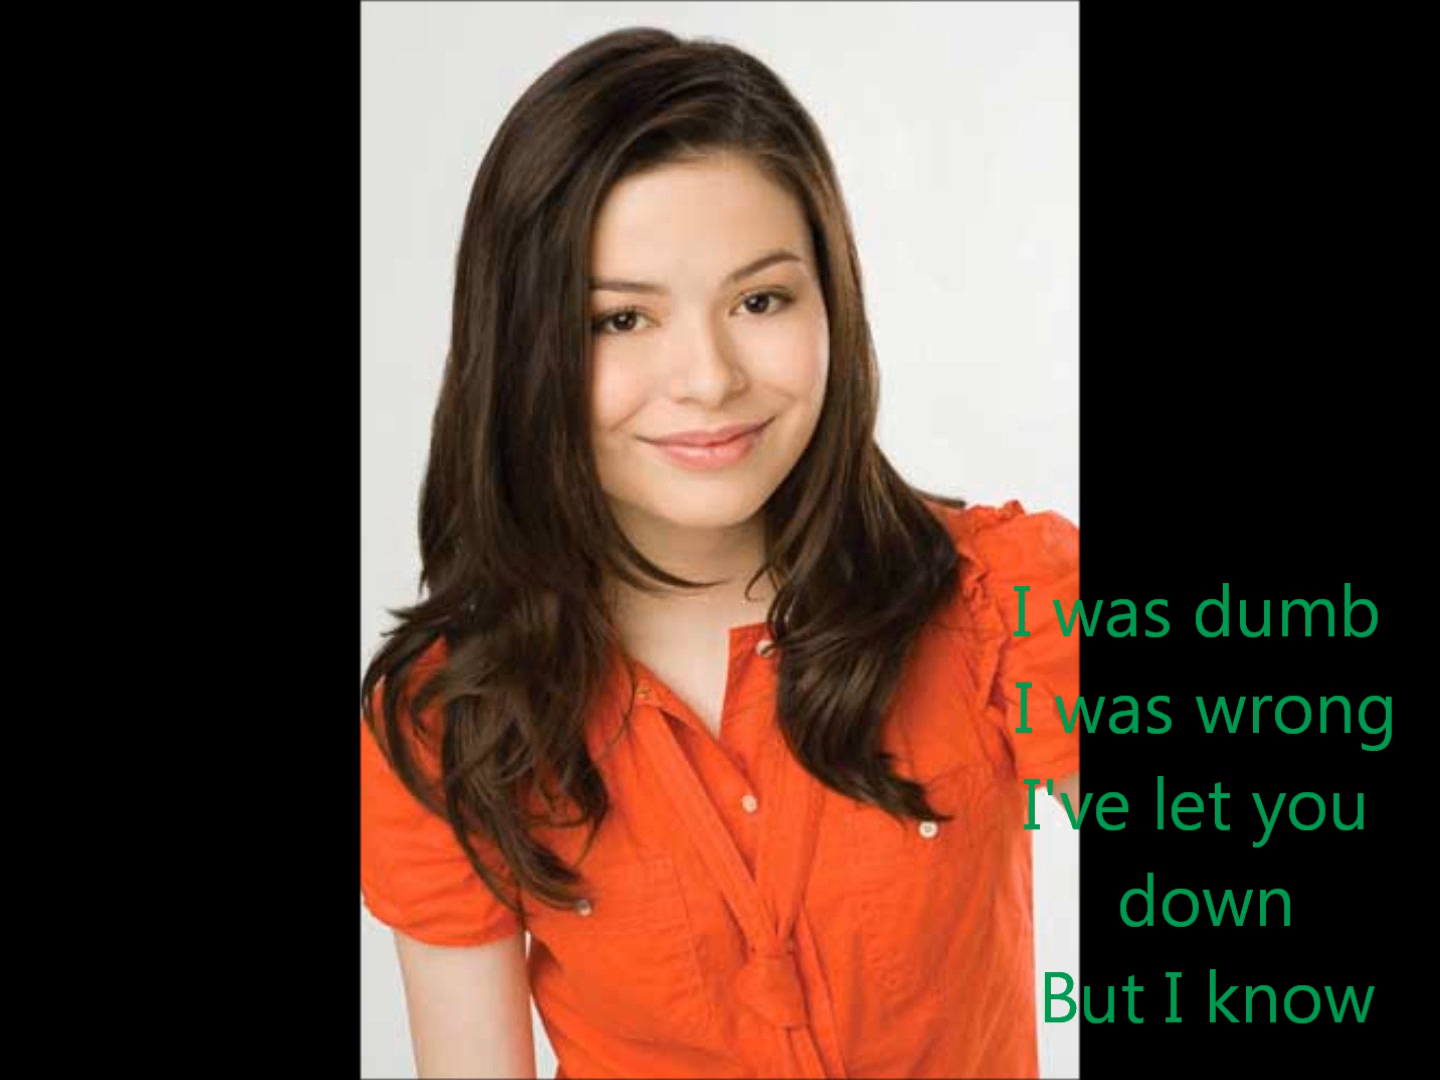 I was dumb
I was wrong
I've let you
down
But I know